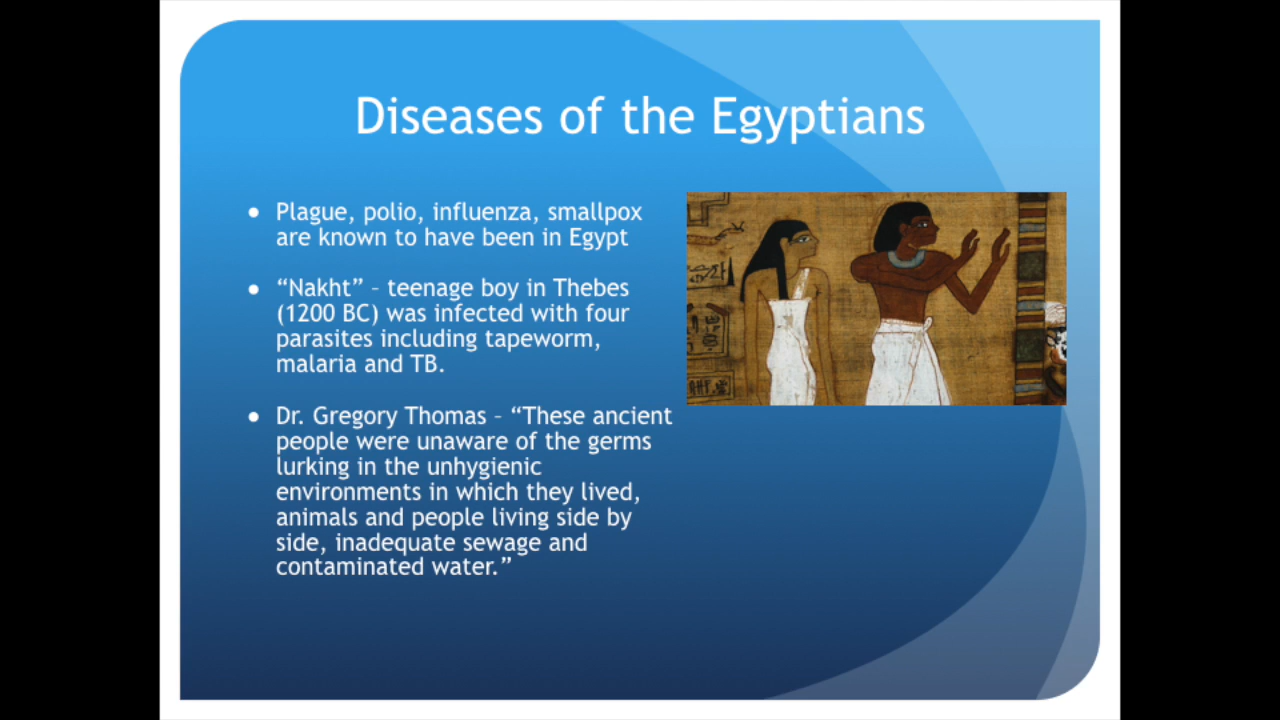 Diseases of the Egyptians
● Plague, polio, influenza, smallpox
are known to have been in Egypt
● “Nakht” – teenage boy in Thebes
(1200 BC) was infected with four
parasites including tapeworm,
malaria and TB.
● Dr. Gregory Thomas – “These ancient
people were unaware of the germs
lurking in the unhygienic
environments in which they lived,
animals and people living side by
side, inadequate sewage and
contaminated water.”